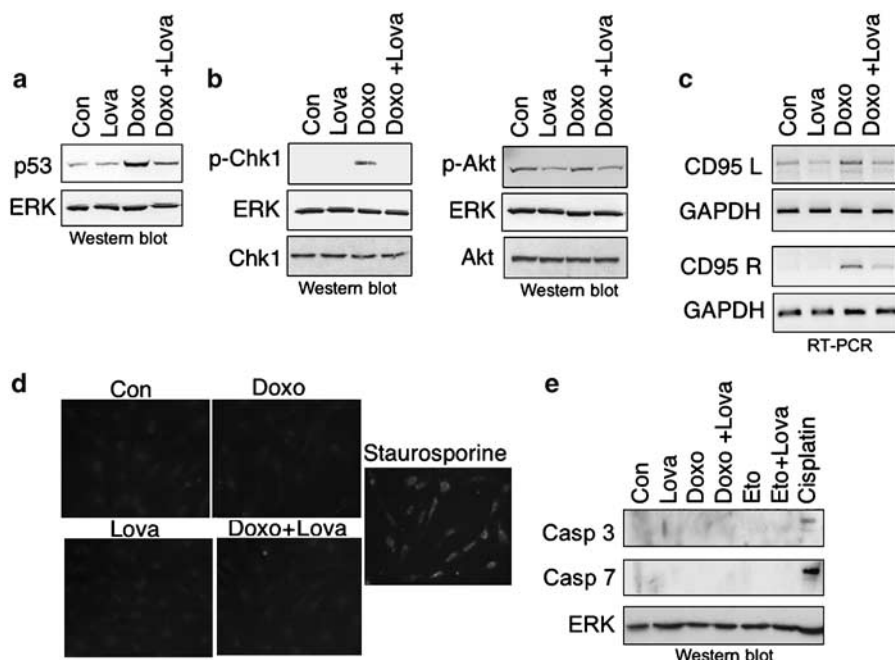 a
Con Lova Doxo Doxo +Lova
p53
ERK
Western blot
b
Con Lova Doxo Doxo +Lova
p-Chk1
ERK
Chk1
Western blot
Con Lova Doxo Doxo +Lova
p-Akt
ERK
Akt
Western blot
c
Con Lova Doxo Doxo +Lova
CD95 L
GAPDH
CD95 R
GAPDH
RT-PCR
d
Con Doxo
Staurosporine
Lova Doxo+Lova
e
Con Lova Doxo Doxo +Lova Eto Eto+Lova Cisplatin
Casp 3
Casp 7
ERK
Western blot